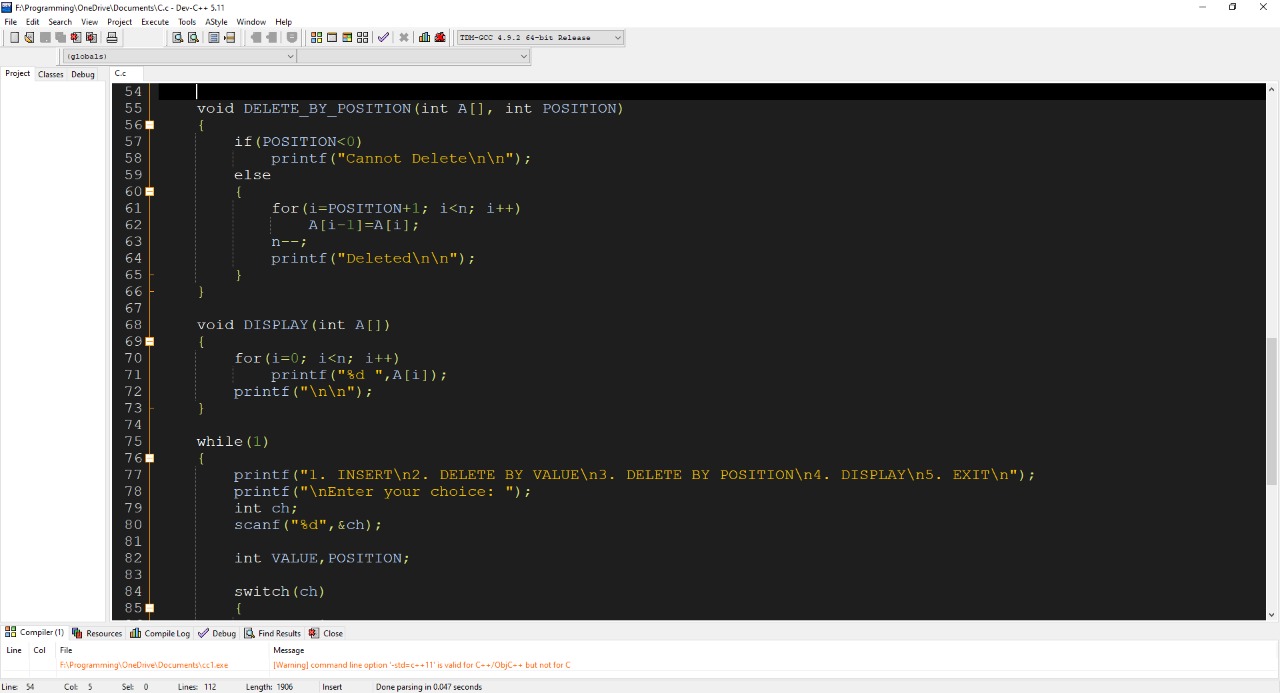 F:\Programming\OneDrive\Documents\C.c - Dev-C++ 5.11
File Edit Search View Project Execute Tools AStyle Window Help
TDM-GCC 4.9.2 64-bit Release
(globals)
Project Classes Debug C.c
54
55 void DELETE_BY_POSITION(int A[], int POSITION)
56 {
57 if(POSITION<0)
58 printf("Cannot Delete\n\n");
59 else
60 {
61 for(i=POSITION+1; i<n; i++)
62 A[i-1]=A[i];
63 n--;
64 printf("Deleted\n\n");
65 }
66 }
67
68 void DISPLAY(int A[])
69 {
70 for(i=0; i<n; i++)
71 printf("%d ",A[i]);
72 printf("\n\n");
73 }
74
75 while(1)
76 {
77 printf("1. INSERT\n2. DELETE BY VALUE\n3. DELETE BY POSITION\n4. DISPLAY\n5. EXIT\n");
78 printf("\nEnter your choice: ");
79 int ch;
80 scanf("%d",&ch);
81
82 int VALUE,POSITION;
83
84 switch(ch)
85 {
Compiler (1) Resources Compile Log Debug Find Results Close
Line Col File Message
F:\Programming\OneDrive\Documents\cc1.exe [Warning] command line option '-std=c++11' is valid for C++/ObjC++ but not for C
Line: 54 Col: 5 Sel: 0 Lines: 112 Length: 1906 Insert Done parsing in 0.047 seconds